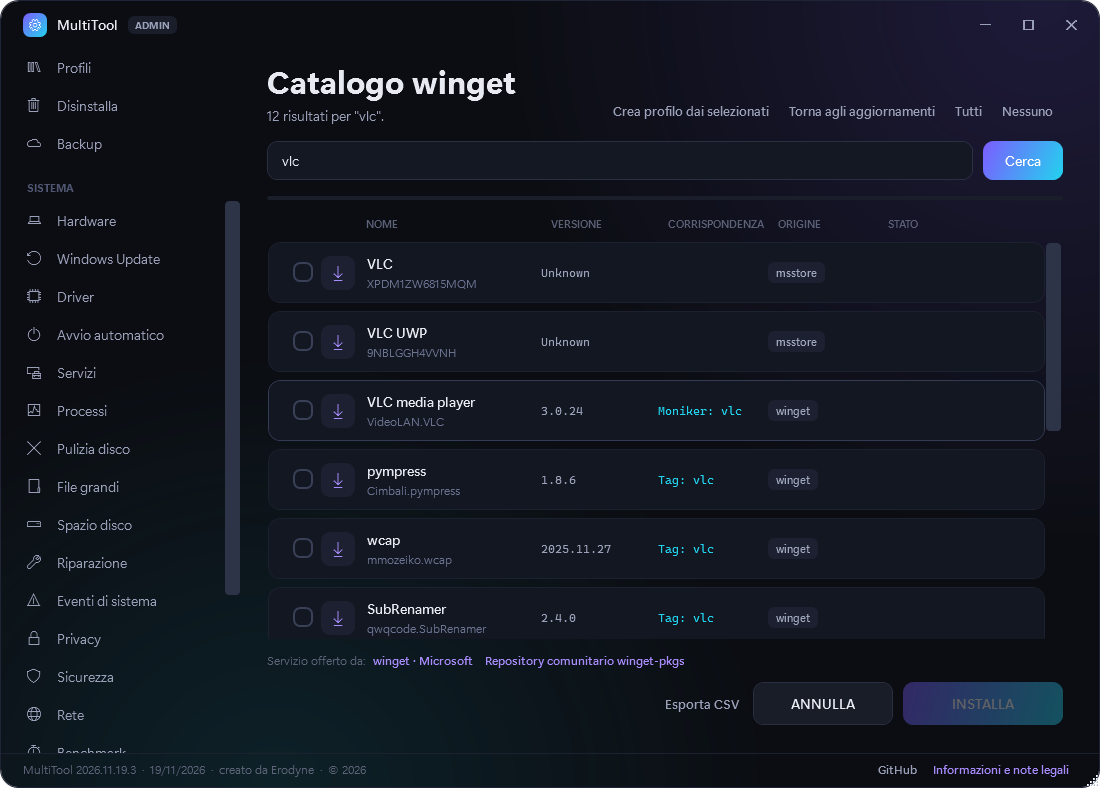 MultiTool ADMIN
Profili
Disinstalla
Backup
SISTEMA
Hardware
Windows Update
Driver
Avvio automatico
Servizi
Processi
Pulizia disco
File grandi
Spazio disco
Riparazione
Eventi di sistema
Privacy
Sicurezza
Rete
Benchmark
Catalogo winget
12 risultati per "vlc".
Crea profilo dai selezionati Torna agli aggiornamenti Tutti Nessuno
vlc Cerca
NOME VERSIONE CORRISPONDENZA ORIGINE STATO
VLC
XPDM1ZW6815MQM
Unknown msstore
VLC UWP
9NBLGGH4VVNH
Unknown msstore
VLC media player
VideoLAN.VLC
3.0.24 Moniker: vlc winget
pympress
Cimbali.pympress
1.8.6 Tag: vlc winget
wcap
mmozeiko.wcap
2025.11.27 Tag: vlc winget
SubRenamer
qwqcode.SubRenamer
2.4.0 Tag: vlc winget
Servizio offerto da: winget · Microsoft Repository comunitario winget-pkgs
Esporta CSV ANNULLA INSTALLA
MultiTool 2026.11.19.3 · 19/11/2026 · creato da Erodyne · © 2026
GitHub Informazioni e note legali